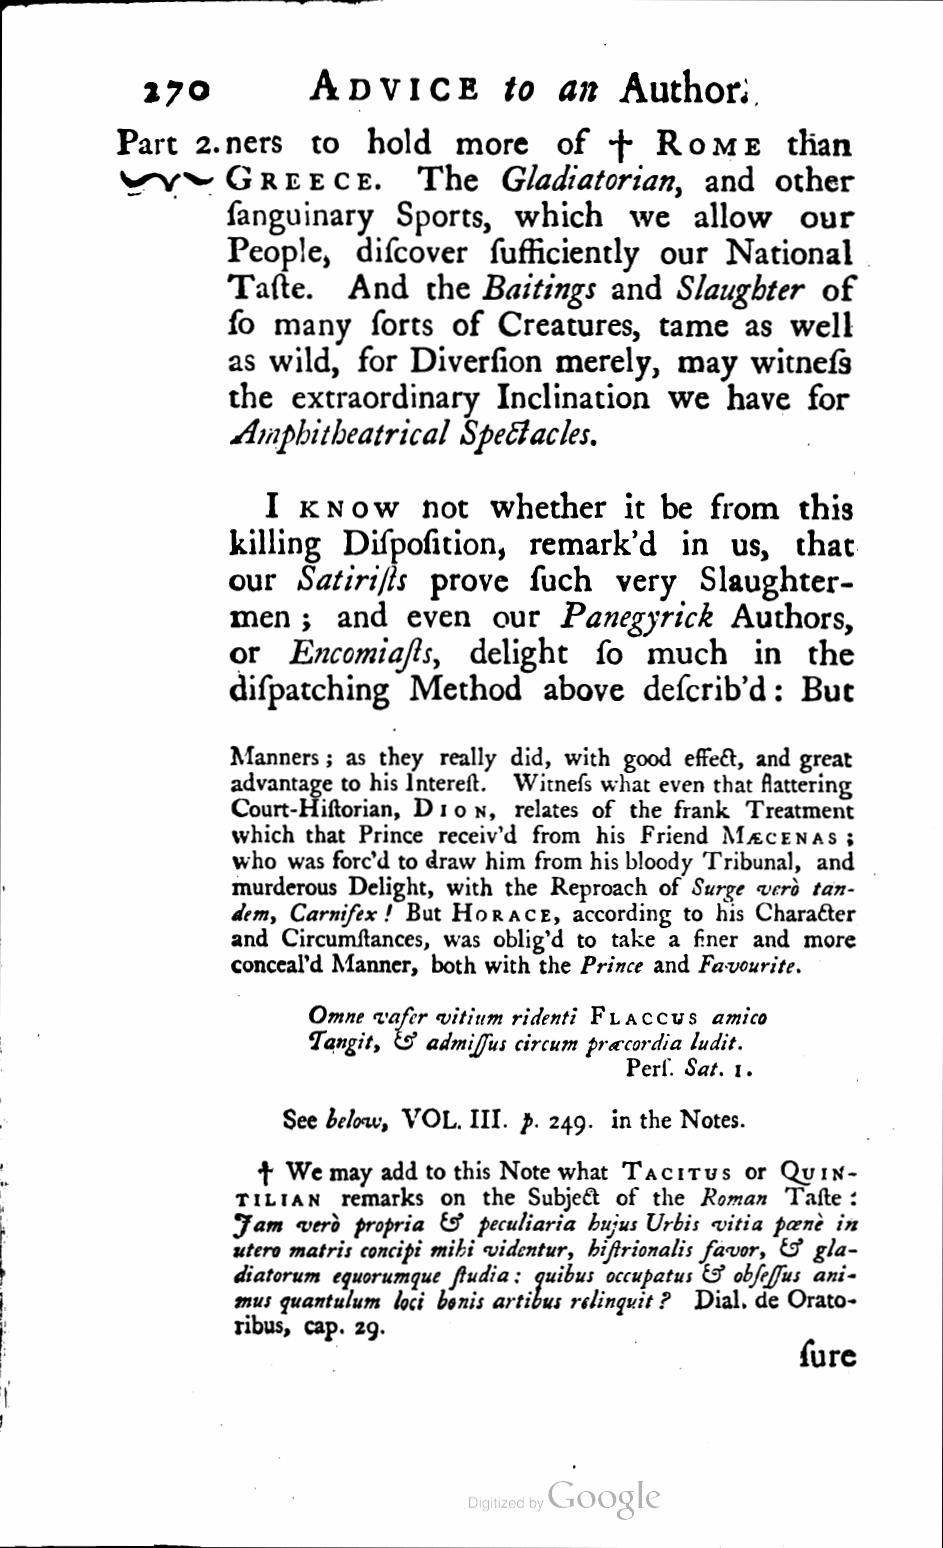 270 ADVICE to an Author.
Part 2. ners to hold more of † ROME than
GREECE. The Gladiatorian, and other
ſanguinary Sports, which we allow our
People, diſcover ſufficiently our National
Taſte. And the Baitings and Slaughter of
ſo many ſorts of Creatures, tame as well
as wild, for Diverſion merely, may witneſs
the extraordinary Inclination we have for
Amphitheatrical Spectacles.
I KNOW not whether it be from this
killing Diſpoſition, remark'd in us, that
our Satiriſts prove ſuch very Slaughter-
men ; and even our Panegyrick Authors,
or Encomiaſts, delight ſo much in the
diſpatching Method above deſcrib'd : But
Manners ; as they really did, with good effect, and great
advantage to his Intereſt. Witneſs what even that flattering
Court-Hiſtorian, DION, relates of the frank Treatment
which that Prince receiv'd from his Friend MÆCENAS ;
who was forc'd to draw him from his bloody Tribunal, and
murderous Delight, with the Reproach of Surge verò tan-
dem, Carnifex ! But HORACE, according to his Character
and Circumſtances, was oblig'd to take a finer and more
conceal'd Manner, both with the Prince and Favourite.
Omne vafer vitium ridenti FLACCUS amico
Tangit, & admiſſus circum præcordia ludit.
Perſ. Sat. 1.
See below, VOL. III. p. 249. in the Notes.
† We may add to this Note what TACITUS or QUIN-
TILIAN remarks on the Subject of the Roman Taſte :
Jam verò propria & peculiaria hujus Urbis vitia pœnè in
utero matris concipi mihi videntur, hiſtrionalis favor, & gla-
diatorum equorumque ſtudia : quibus occupatus & obſeſſus ani-
mus quantulum loci bonis artibus relinquit ? Dial. de Orato-
ribus, cap. 29.
ſure
Digitized by Google